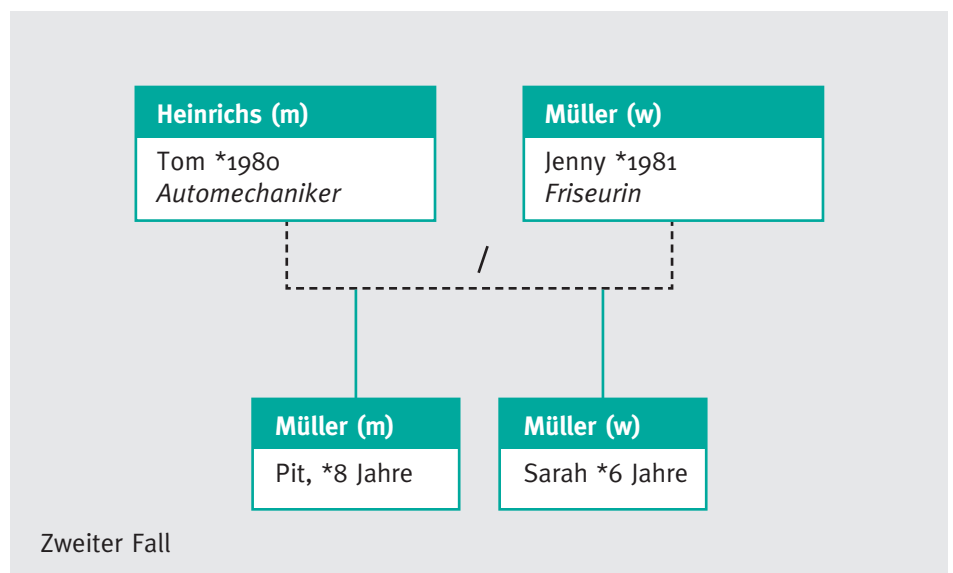 Heinrichs (m)
Tom *1980
Automechaniker
Müller (w)
Jenny *1981
Friseurin
/
Müller (m)
Pit, *8 Jahre
Müller (w)
Sarah *6 Jahre
Zweiter Fall